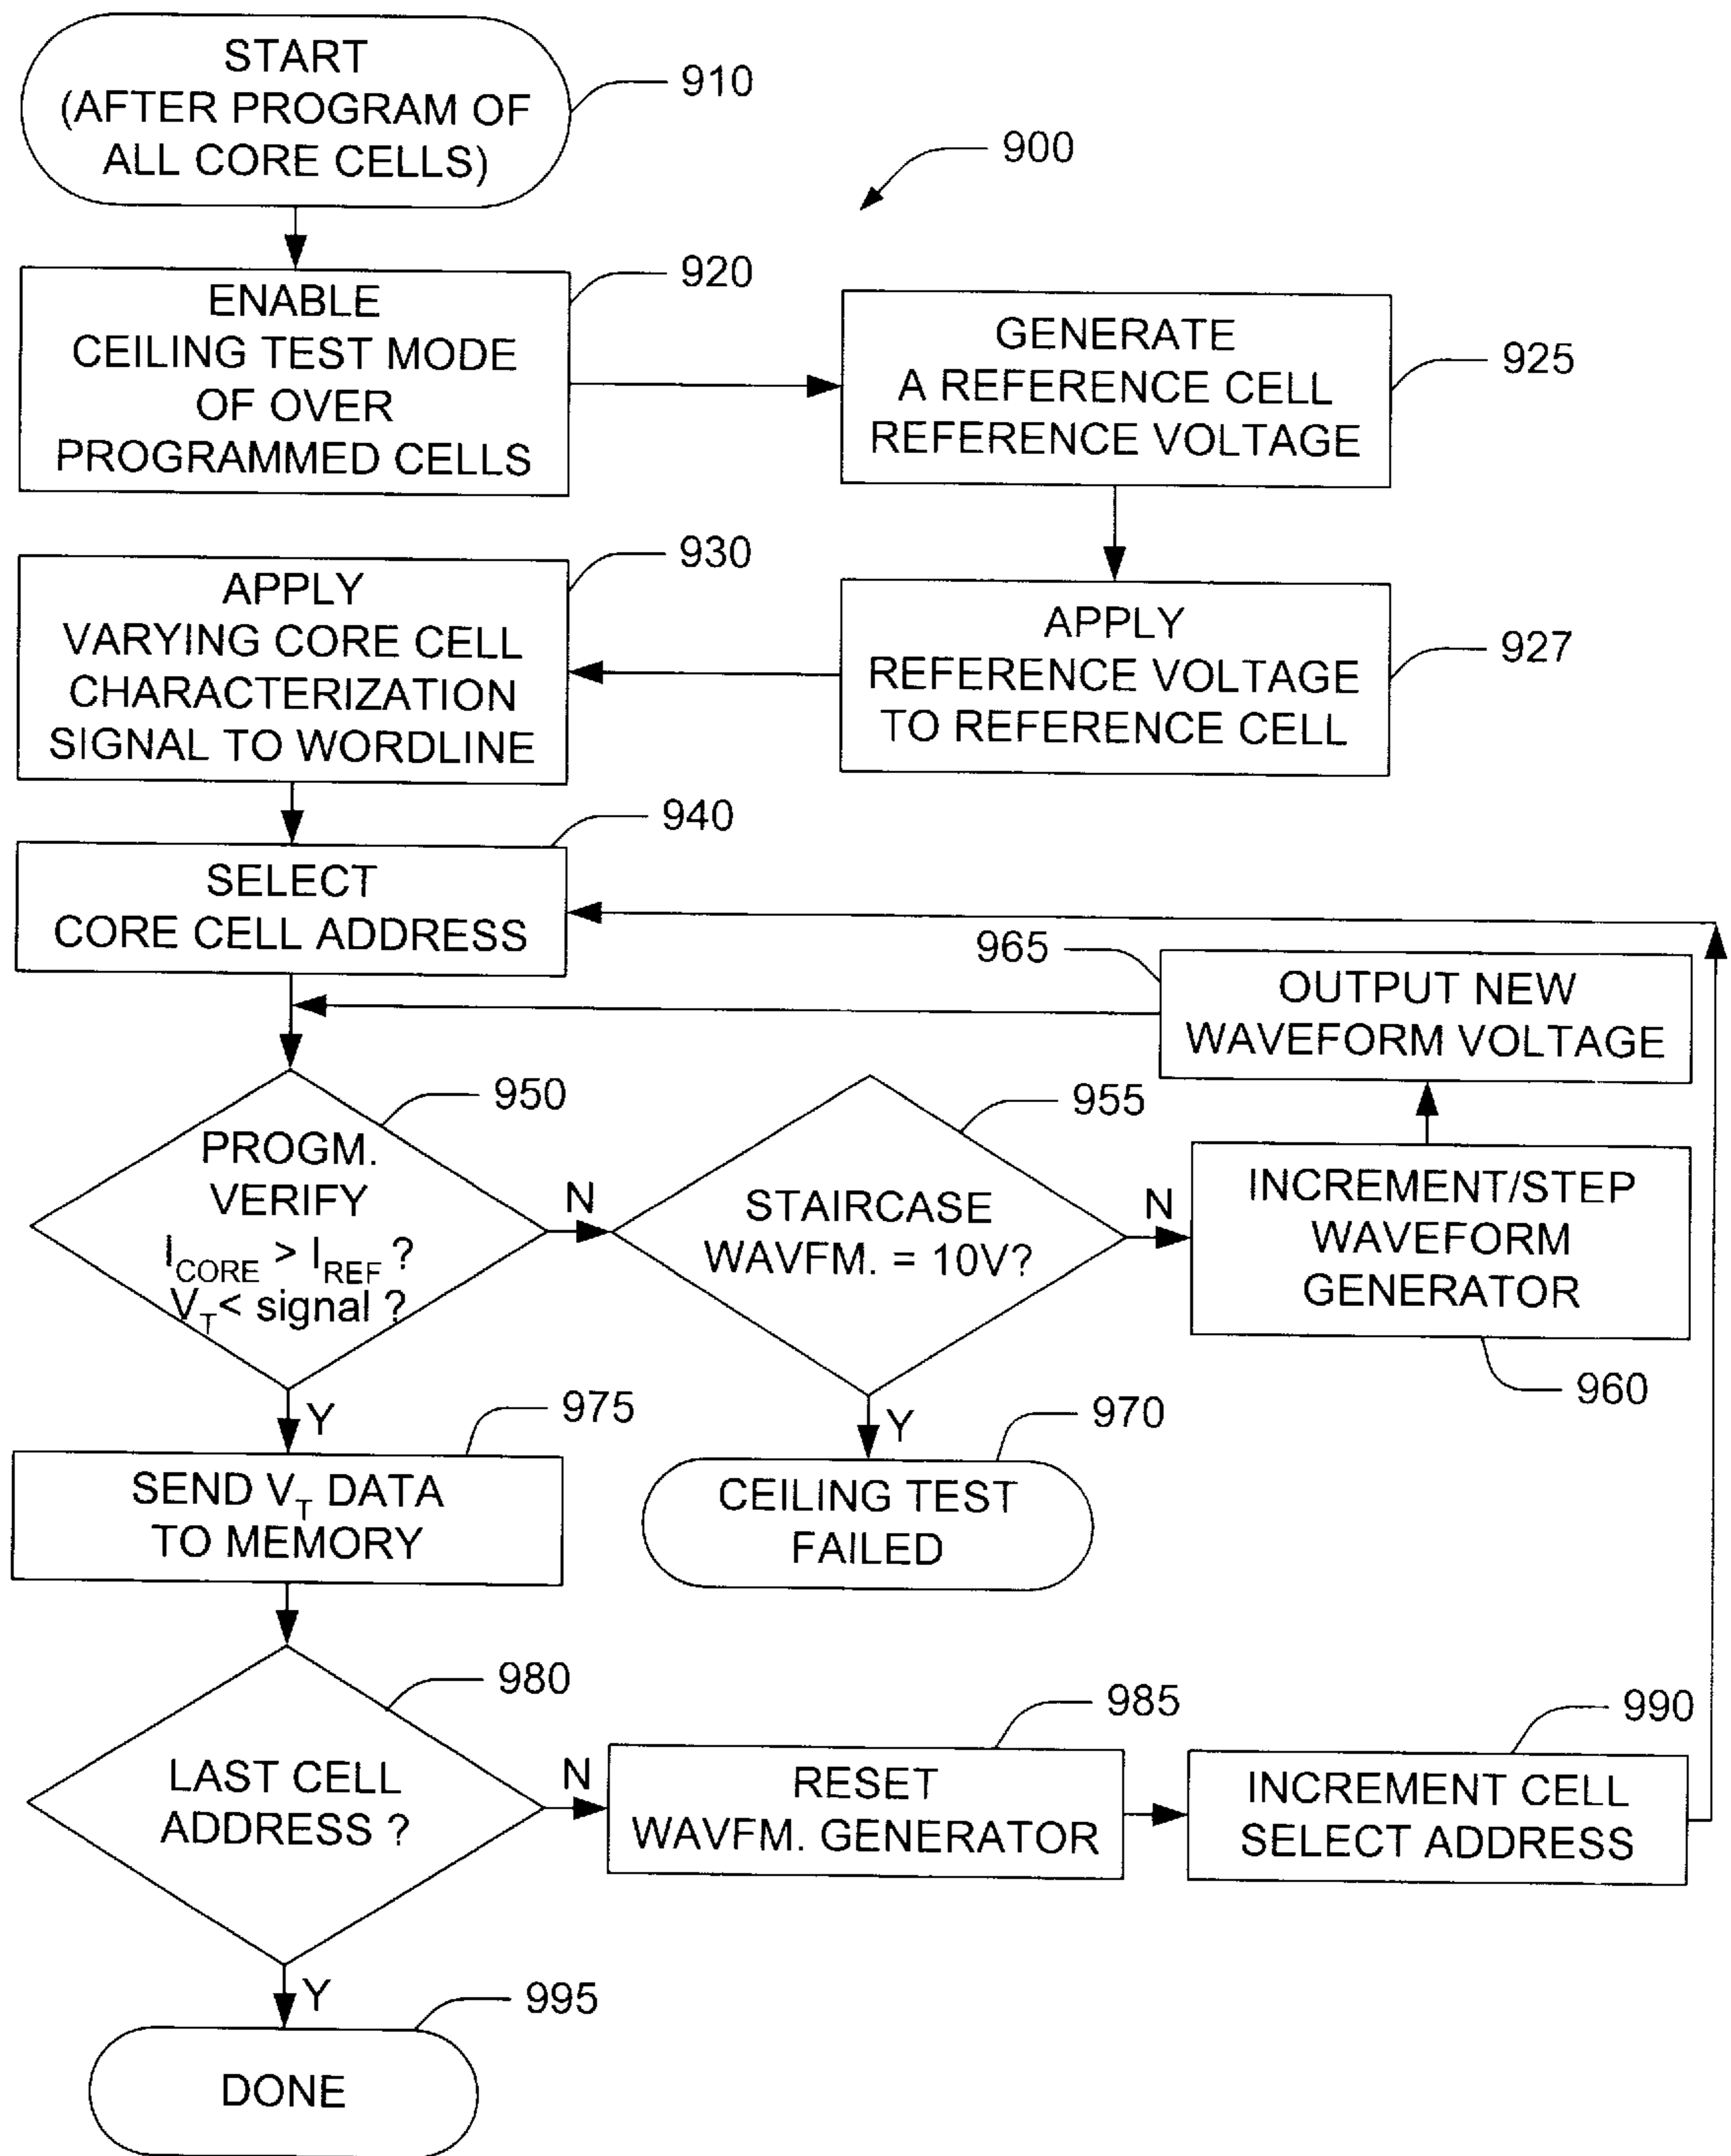 START
(AFTER PROGRAM OF
ALL CORE CELLS)
910
900
ENABLE
CEILING TEST MODE
OF OVER
PROGRAMMED CELLS
920
GENERATE
A REFERENCE CELL
REFERENCE VOLTAGE
925
APPLY
REFERENCE VOLTAGE
TO REFERENCE CELL
927
APPLY
VARYING CORE CELL
CHARACTERIZATION
SIGNAL TO WORDLINE
930
SELECT
CORE CELL ADDRESS
940
965
OUTPUT NEW
WAVEFORM VOLTAGE
PROGM.
VERIFY
I_CORE > I_REF ?
V_T < signal ?
950
N
STAIRCASE
WAVFM. = 10V?
955
N
INCREMENT/STEP
WAVEFORM
GENERATOR
960
Y
Y
CEILING TEST
FAILED
970
SEND V_T DATA
TO MEMORY
975
LAST CELL
ADDRESS ?
980
N
RESET
WAVFM. GENERATOR
985
INCREMENT CELL
SELECT ADDRESS
990
Y
DONE
995